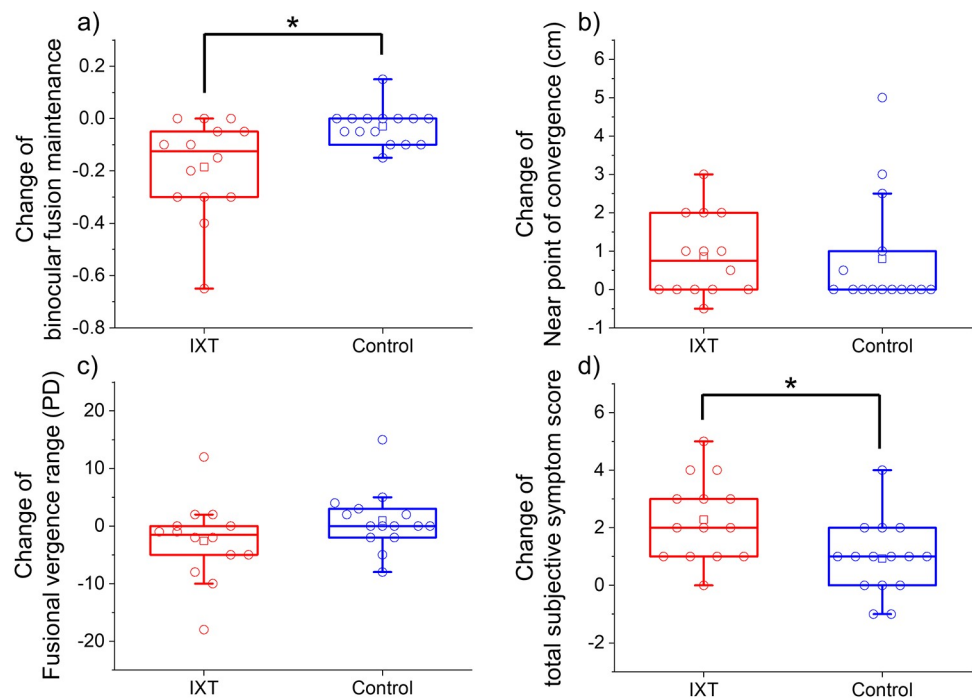 a)
*
Change of
binocular fusion maintenance
0.2
0.0
-0.2
-0.4
-0.6
-0.8
IXT
Control
b)
Change of
Near point of convergence (cm)
6
5
4
3
2
1
0
-1
IXT
Control
c)
Change of
Fusional vergence range (PD)
20
10
0
-10
-20
IXT
Control
d)
*
Change of
total subjective symptom score
6
4
2
0
-2
IXT
Control